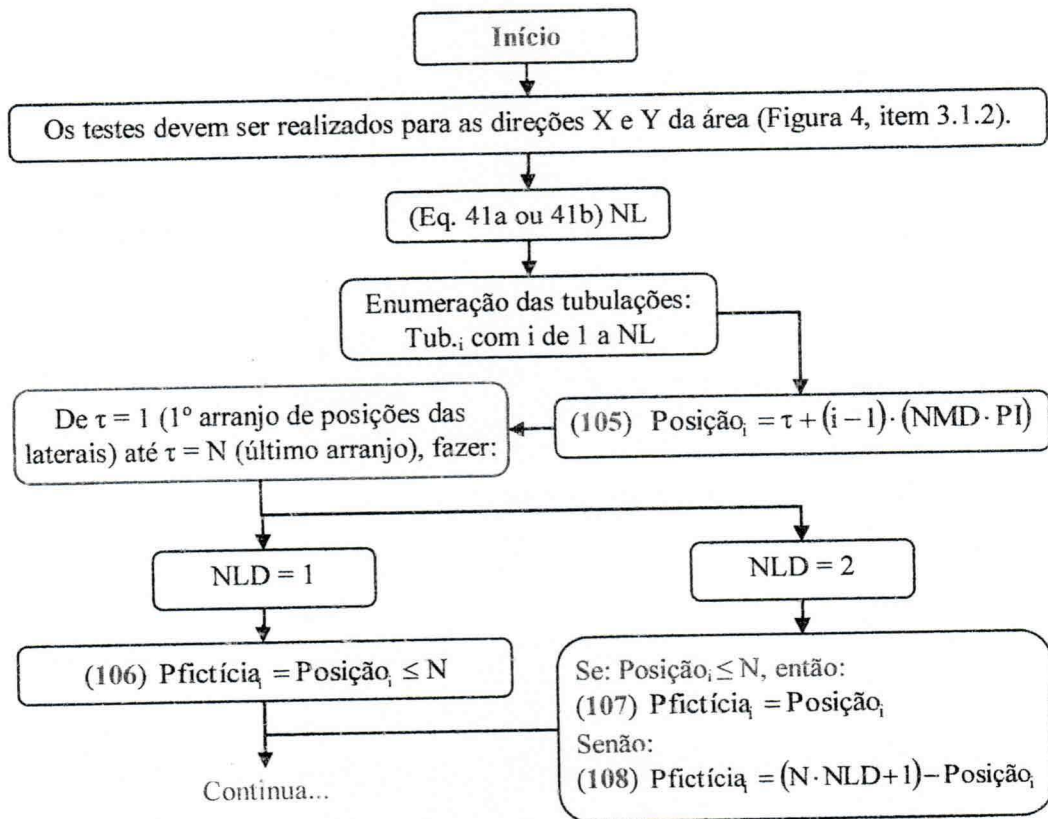 Início
Os testes devem ser realizados para as direções X e Y da área (Figura 4, item 3.1.2).
(Eq. 41a ou 41b) NL
Enumeração das tubulações:
Tub.ᵢ com i de 1 a NL
De τ = 1 (1º arranjo de posições das
laterais) até τ = N (último arranjo), fazer:
(105) Posiçãoᵢ = τ + (i − 1) · (NMD · PI)
NLD = 1
NLD = 2
(106) Pfictíciaᵢ = Posiçãoᵢ ≤ N
Se: Posiçãoᵢ ≤ N, então:
(107) Pfictíciaᵢ = Posiçãoᵢ
Senão:
(108) Pfictíciaᵢ = (N · NLD + 1) − Posiçãoᵢ
Continua...